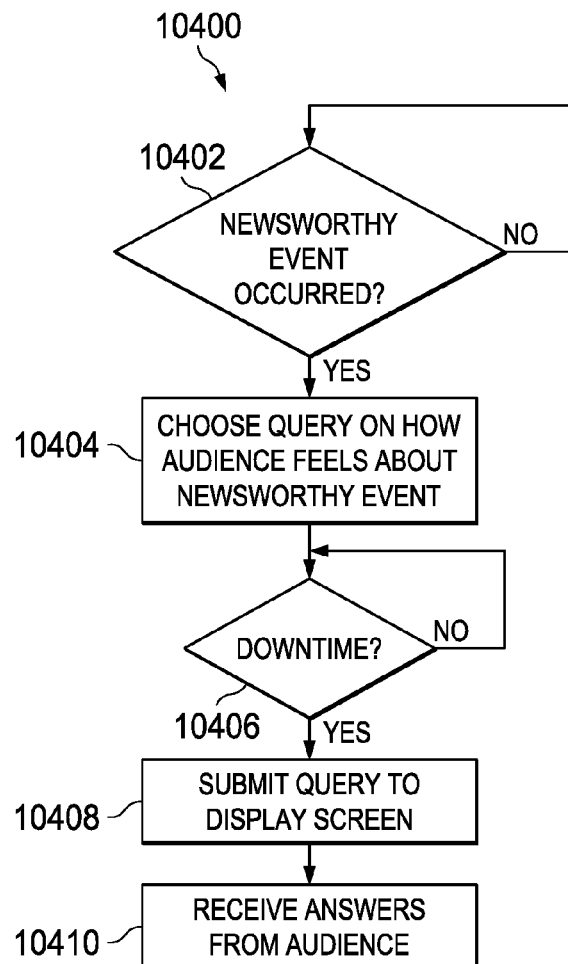 10400
10402
NEWSWORTHY
EVENT
OCCURRED?
NO
YES
10404
CHOOSE QUERY ON HOW
AUDIENCE FEELS ABOUT
NEWSWORTHY EVENT
DOWNTIME?
NO
10406
YES
10408
SUBMIT QUERY TO
DISPLAY SCREEN
10410
RECEIVE ANSWERS
FROM AUDIENCE